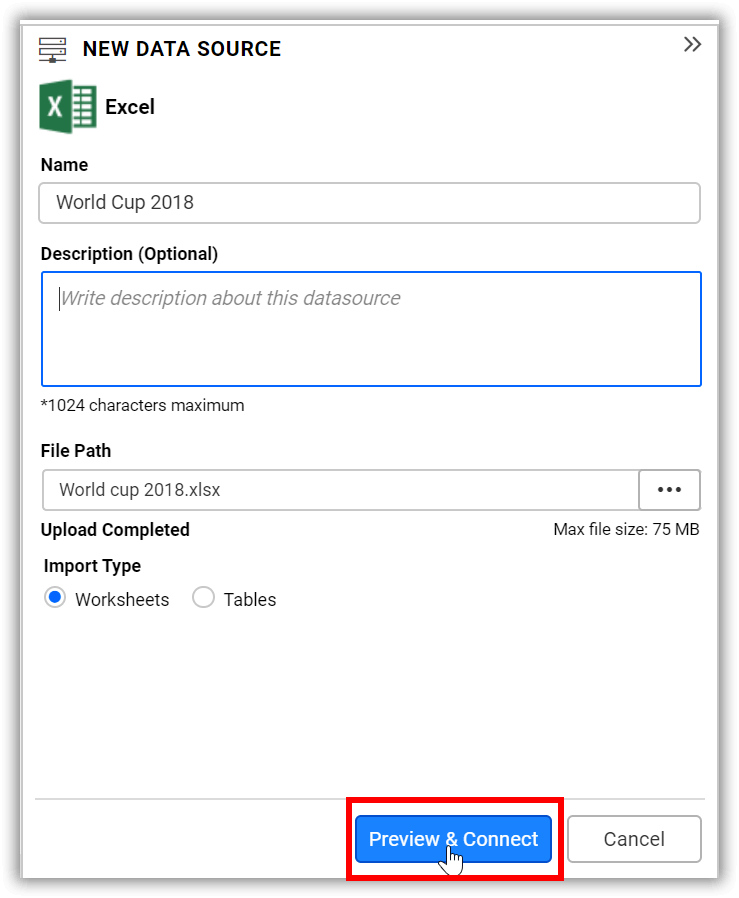 NEW DATA SOURCE
X Excel
Name
World Cup 2018
Description (Optional)
Write description about this datasource
*1024 characters maximum
File Path
World cup 2018.xlsx •••
Upload Completed Max file size: 75 MB
Import Type
Worksheets Tables
Preview & Connect Cancel